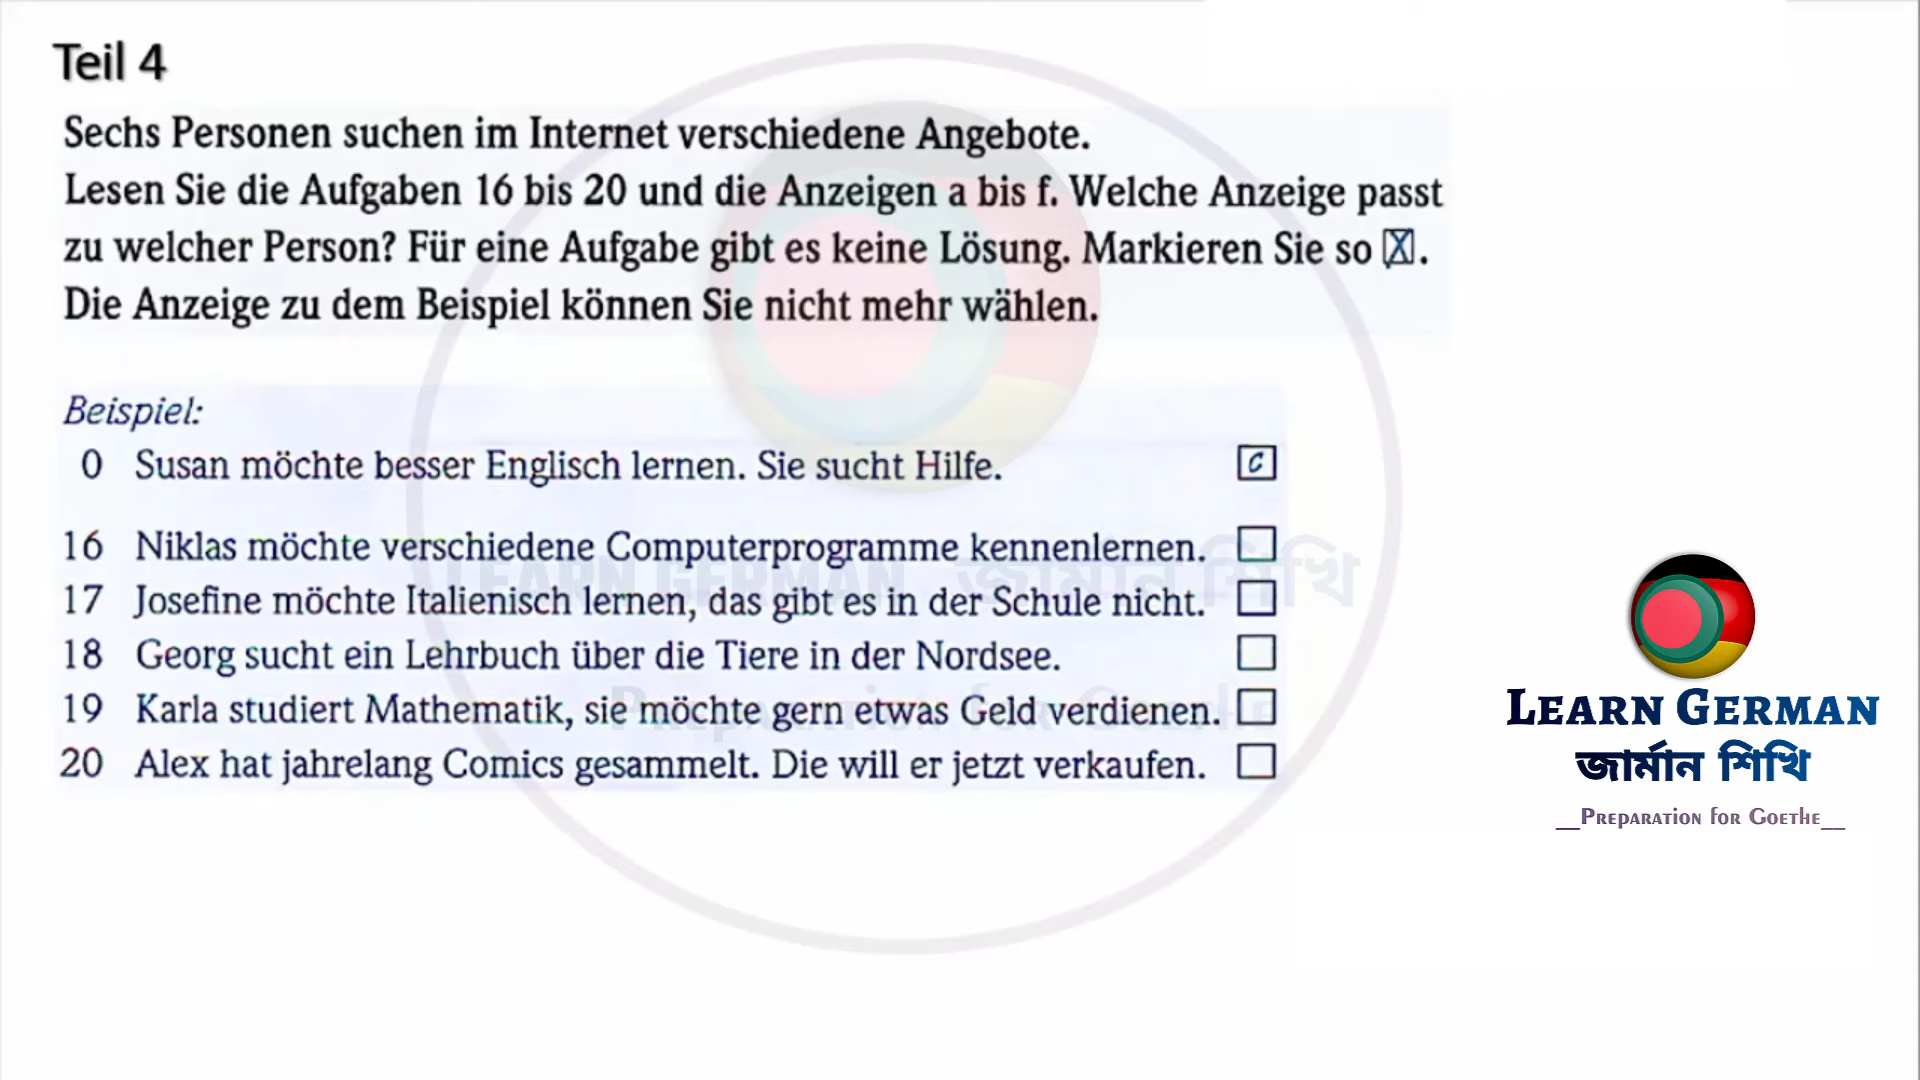 Teil 4
Sechs Personen suchen im Internet verschiedene Angebote.
Lesen Sie die Aufgaben 16 bis 20 und die Anzeigen a bis f. Welche Anzeige passt
zu welcher Person? Für eine Aufgabe gibt es keine Lösung. Markieren Sie so X.
Die Anzeige zu dem Beispiel können Sie nicht mehr wählen.
Beispiel:
0 Susan möchte besser Englisch lernen. Sie sucht Hilfe. c
16 Niklas möchte verschiedene Computerprogramme kennenlernen.
17 Josefine möchte Italienisch lernen, das gibt es in der Schule nicht.
18 Georg sucht ein Lehrbuch über die Tiere in der Nordsee.
19 Karla studiert Mathematik, sie möchte gern etwas Geld verdienen.
20 Alex hat jahrelang Comics gesammelt. Die will er jetzt verkaufen.
LEARN GERMAN জার্মান শিখি
PREPARATION for GOETHE
LEARN GERMAN
জার্মান শিখি
__PREPARATION for GOETHE__